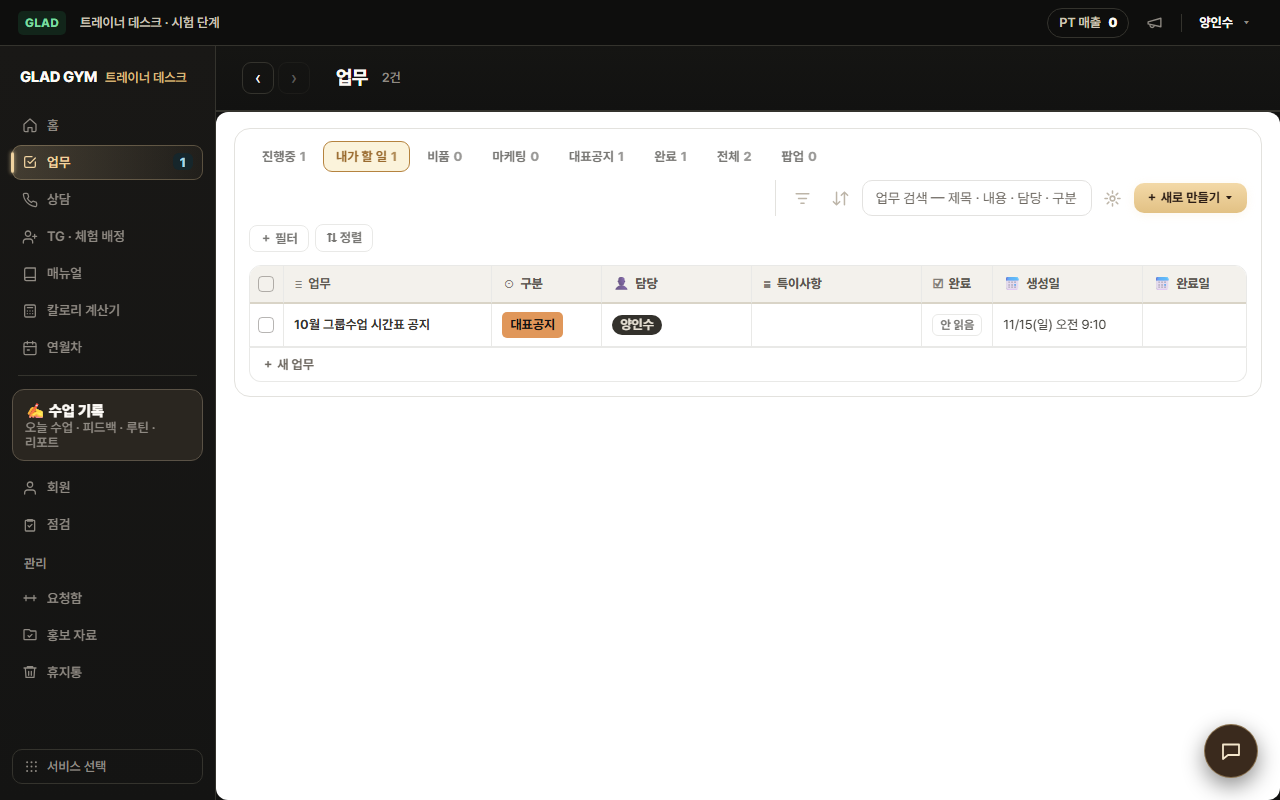 GLAD 트레이너 데스크 · 시험 단계
PT 매출 0
양인수
GLAD GYM 트레이너 데스크
홈
업무 1
상담
TG · 체험 배정
매뉴얼
칼로리 계산기
연월차
✍️ 수업 기록
오늘 수업 · 피드백 · 루틴 ·
리포트
회원
점검
관리
요청함
홍보 자료
휴지통
서비스 선택
업무 2건
진행중 1 내가 할 일 1 비품 0 마케팅 0 대표공지 1 완료 1 전체 2 팝업 0
업무 검색 — 제목 · 내용 · 담당 · 구분
+ 새로 만들기
+ 필터 정렬
업무 구분 담당 특이사항 완료 생성일 완료일
10월 그룹수업 시간표 공지 대표공지 양인수 안 읽음 11/15(일) 오전 9:10
+ 새 업무